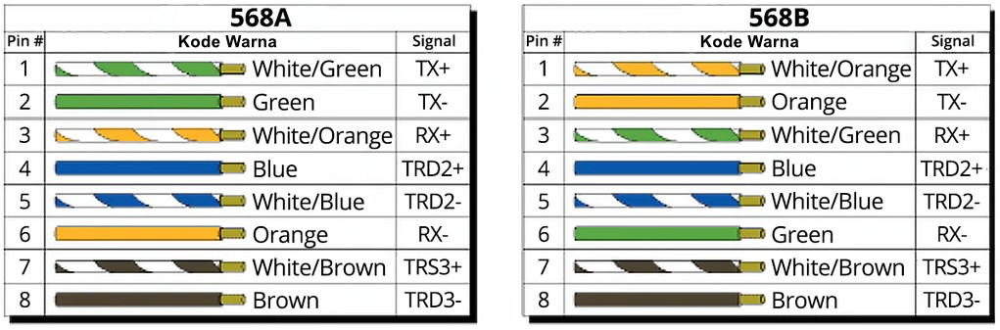 568A
Pin # Kode Warna Signal
1 White/Green TX+
2 Green TX-
3 White/Orange RX+
4 Blue TRD2+
5 White/Blue TRD2-
6 Orange RX-
7 White/Brown TRS3+
8 Brown TRD3-
568B
Pin # Kode Warna Signal
1 White/Orange TX+
2 Orange TX-
3 White/Green RX+
4 Blue TRD2+
5 White/Blue TRD2-
6 Green RX-
7 White/Brown TRS3+
8 Brown TRD3-